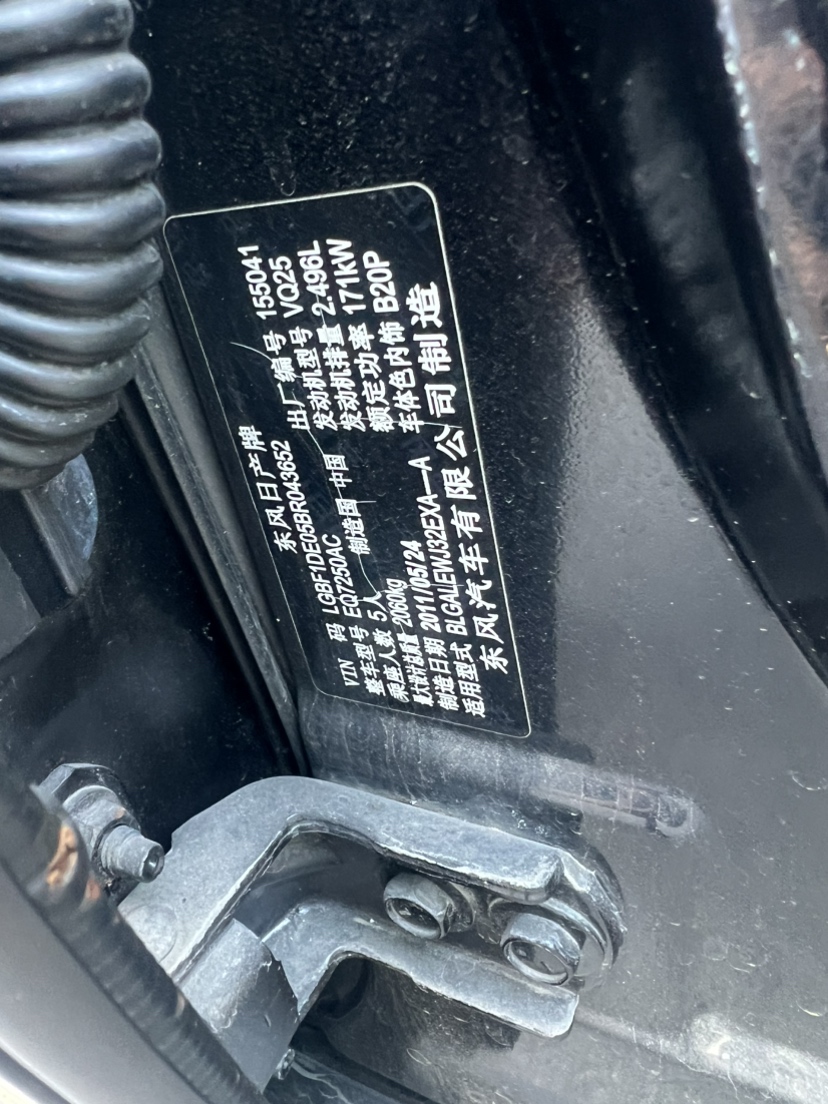 东风日产牌
VIN 码 LGBF1DE05BR043652 出厂编号 155041
整车型号 EQ7250AC 发动机型号 VQ25
乘座人数 5人 制造国 中国 发动机排量 2.496L
最大设计总质量 2060kg 额定功率 171kW
制造日期 2011/05/24 车体色内饰 B20P
适用型式 BLGALEWJ32EXA—A
东风汽车有限公司制造